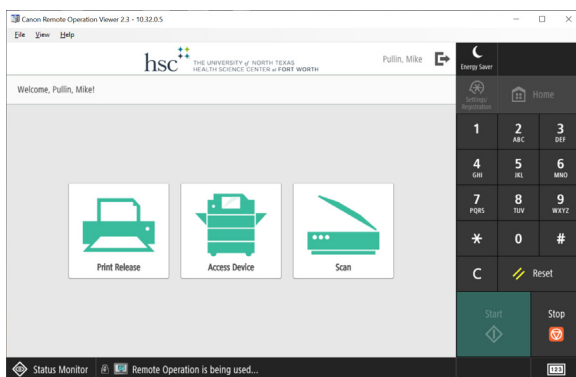 Canon Remote Operation Viewer 2.3 - 10.32.0.5
File View Help
hsc THE UNIVERSITY of NORTH TEXAS
HEALTH SCIENCE CENTER at FORT WORTH
Pullin, Mike
Energy Saver
Welcome, Pullin, Mike!
Settings/
Registration
Home
1
2
ABC
3
DEF
4
GHI
5
JKL
6
MNO
7
PQRS
8
TUV
9
WXYZ
* 0 #
C
Reset
Print Release
Access Device
Scan
Start
Stop
Status Monitor
Remote Operation is being used...
123